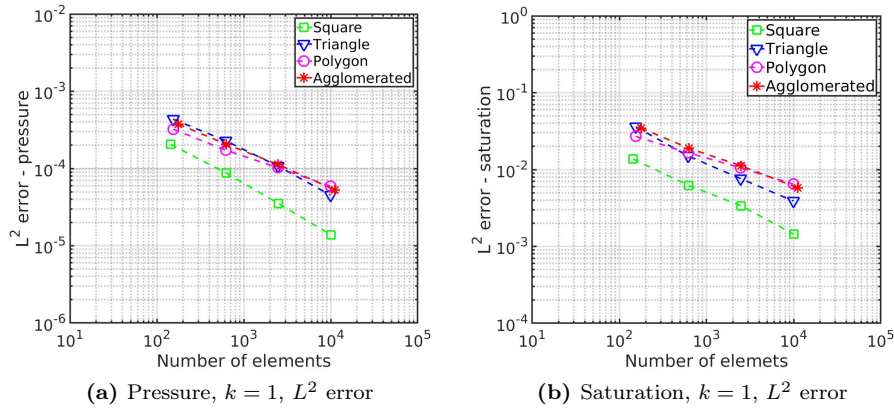 10^-2
10^-3
10^-4
10^-5
10^-6
L^2 error - pressure
Square
Triangle
Polygon
Agglomerated
10^1 10^2 10^3 10^4 10^5
Number of elements
(a) Pressure, k = 1, L^2 error
10^0
10^-1
10^-2
10^-3
10^-4
L^2 error - saturation
Square
Triangle
Polygon
Agglomerated
10^1 10^2 10^3 10^4 10^5
Number of elemets
(b) Saturation, k = 1, L^2 error